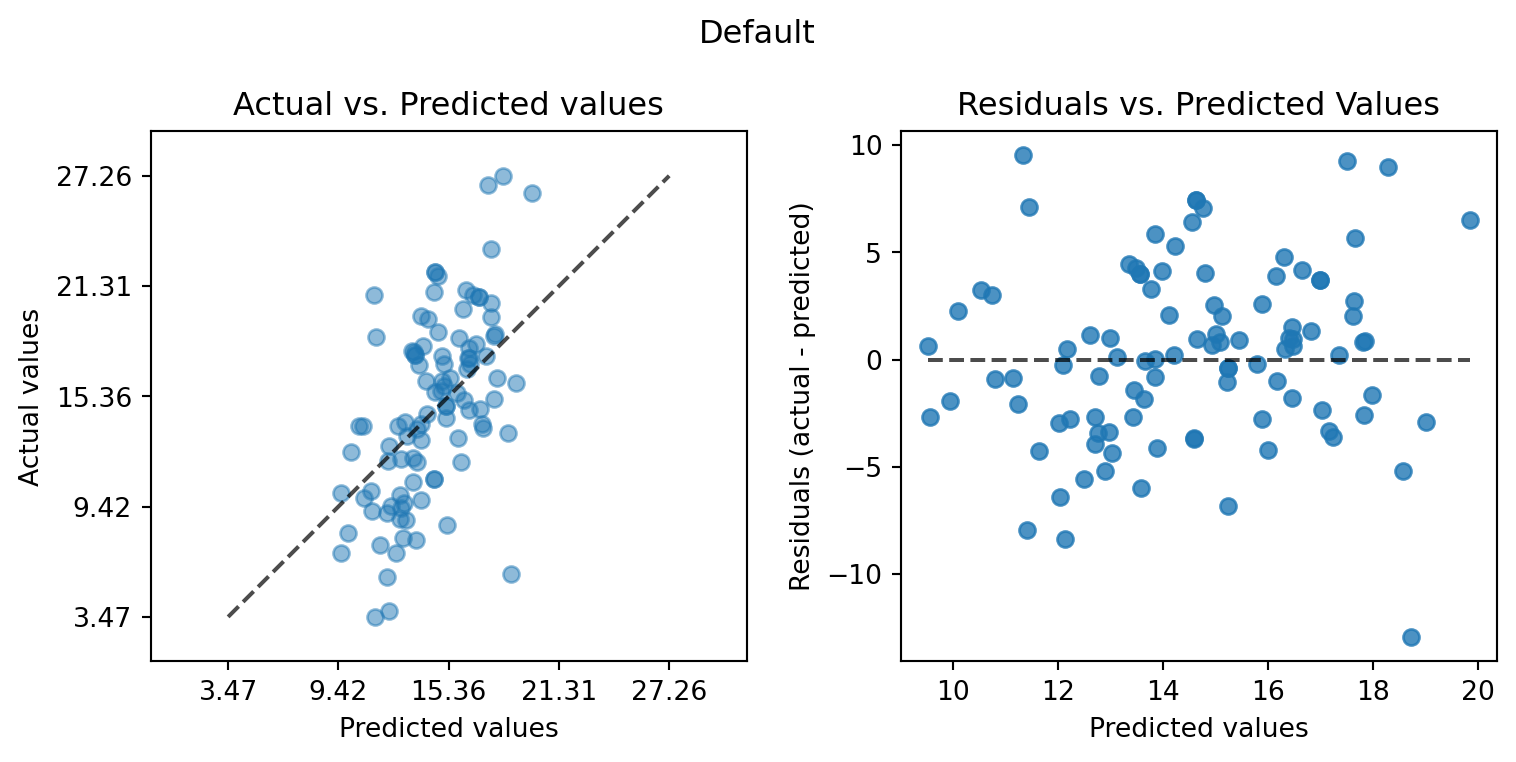 Default
Actual vs. Predicted values
27.26
21.31
15.36
9.42
3.47
Actual values
3.47 9.42 15.36 21.31 27.26
Predicted values
Residuals vs. Predicted Values
10
5
0
−5
−10
Residuals (actual - predicted)
10 12 14 16 18 20
Predicted values